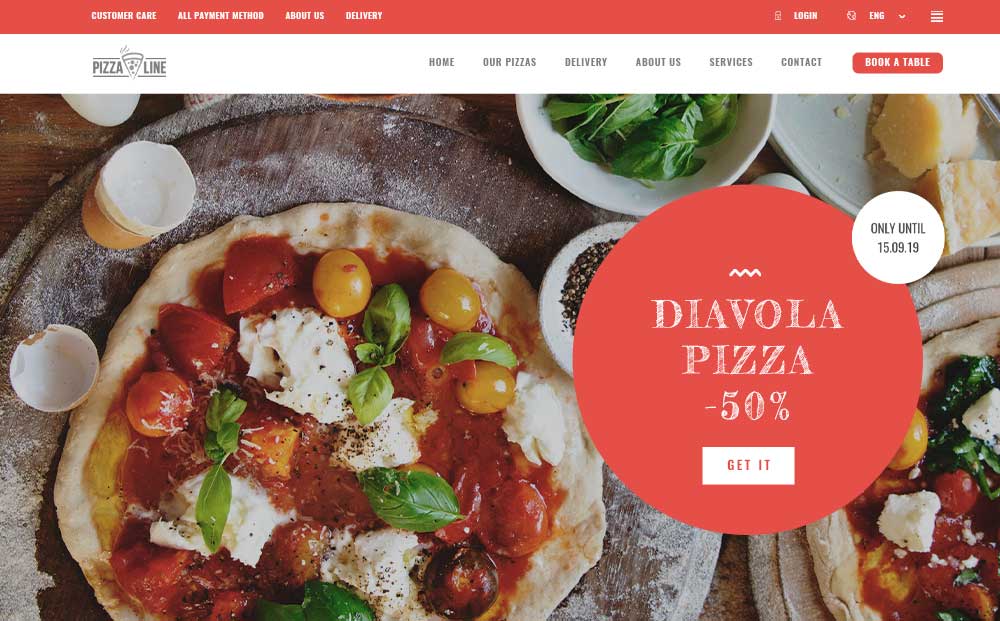 CUSTOMER CARE ALL PAYMENT METHOD ABOUT US DELIVERY LOGIN ENG
PIZZA LINE HOME OUR PIZZAS DELIVERY ABOUT US SERVICES CONTACT BOOK A TABLE
ONLY UNTIL
15.09.19
DIAVOLA
PIZZA
-50%
GET IT